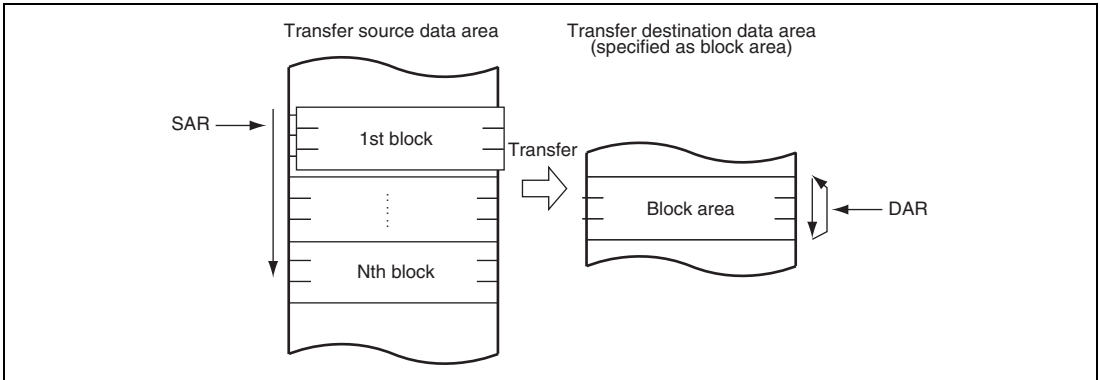 Transfer source data area
Transfer destination data area
(specified as block area)
SAR
1st block
Transfer
Block area
DAR
Nth block